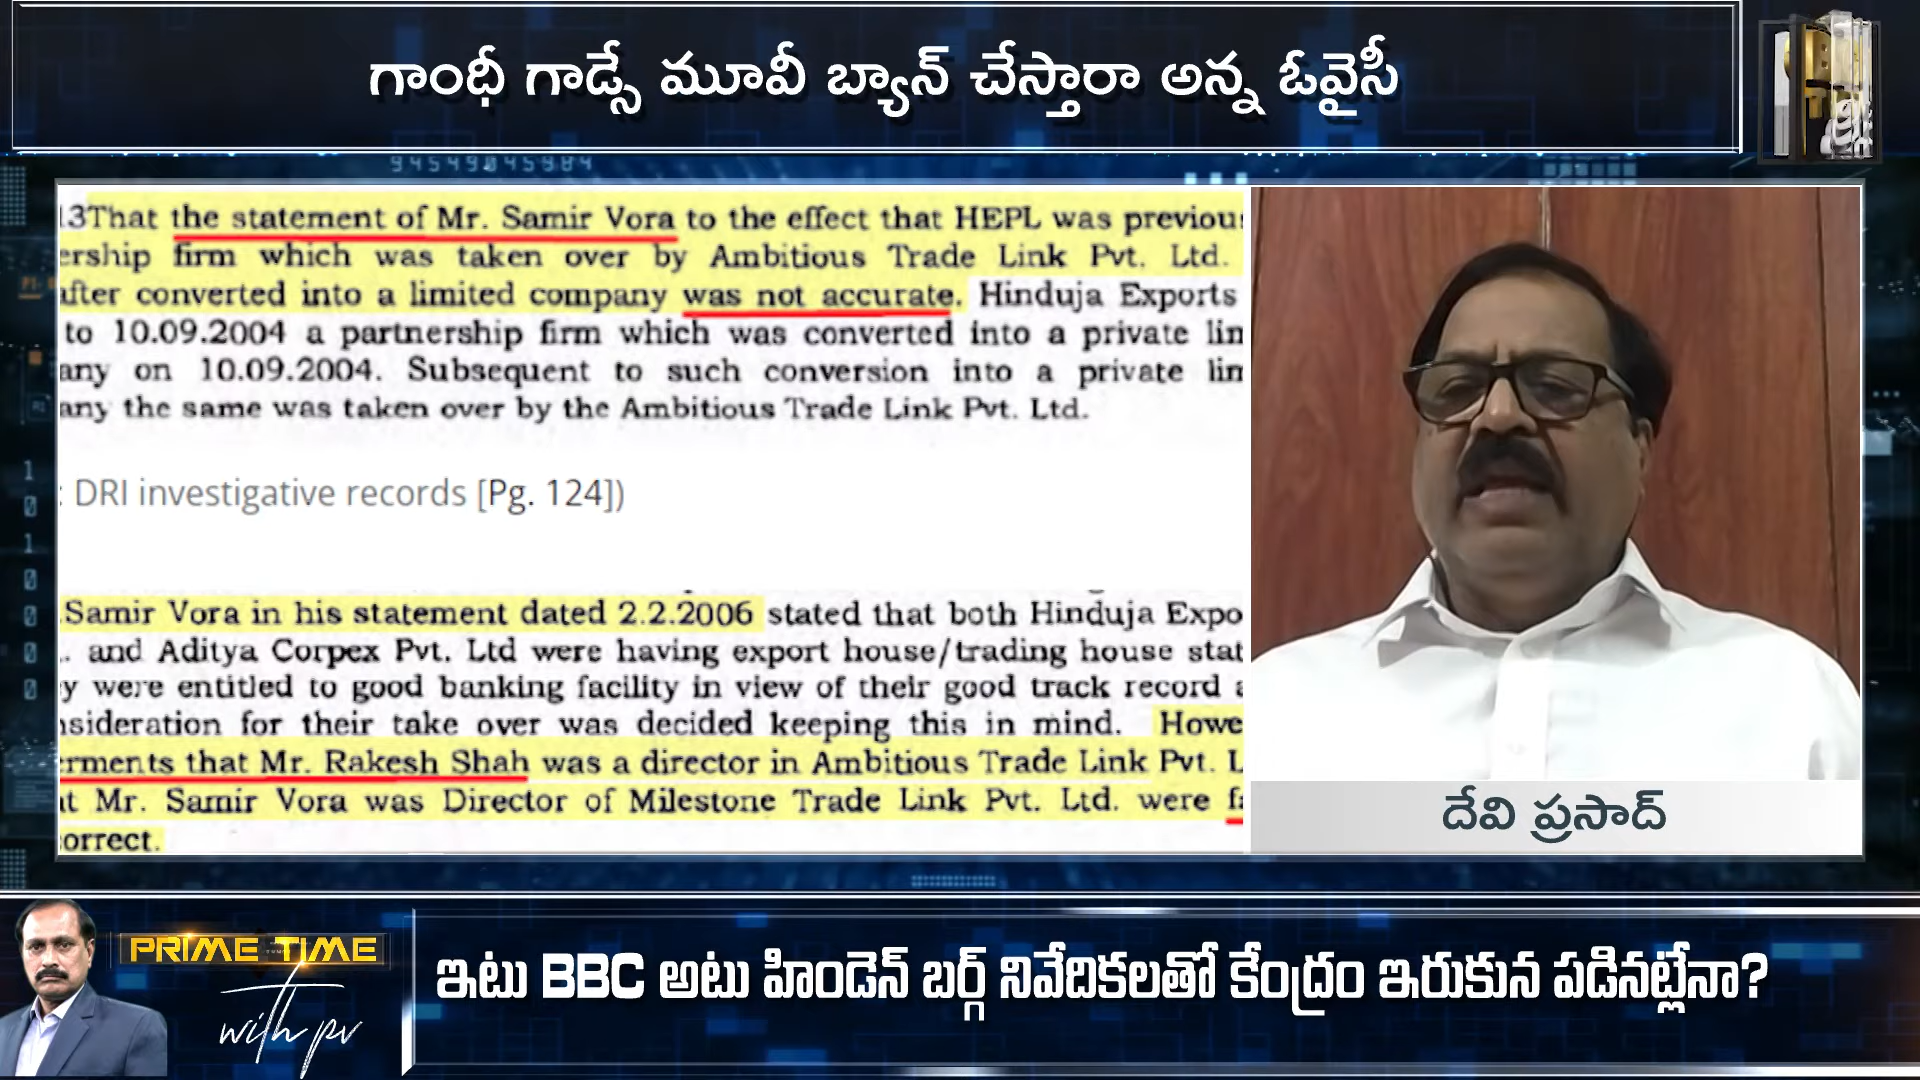 గాంధీ గాడ్సే మూవీ బ్యాన్ చేస్తారా అన్న ఓవైసీ
94549045984
13That the statement of Mr. Samir Vora to the effect that HEPL was previous
ership firm which was taken over by Ambitious Trade Link Pvt. Ltd.
after converted into a limited company was not accurate. Hinduja Exports
to 10.09.2004 a partnership firm which was converted into a private lim
any on 10.09.2004. Subsequent to such conversion into a private lim
any the same was taken over by the Ambitious Trade Link Pvt. Ltd.
: DRI investigative records [Pg. 124])
Samir Vora in his statement dated 2.2.2006 stated that both Hinduja Expo
. and Aditya Corpex Pvt. Ltd were having export house/trading house stat
y were entitled to good banking facility in view of their good track record a
nsideration for their take over was decided keeping this in mind. Howe
erments that Mr. Rakesh Shah was a director in Ambitious Trade Link Pvt. L
at Mr. Samir Vora was Director of Milestone Trade Link Pvt. Ltd. were f
orrect.
దేవి ప్రసాద్
PRIME TIME
with pv
ఇటు BBC అటు హిండెన్ బర్గ్ నివేదికలతో కేంద్రం ఇరుకున పడినట్లేనా?